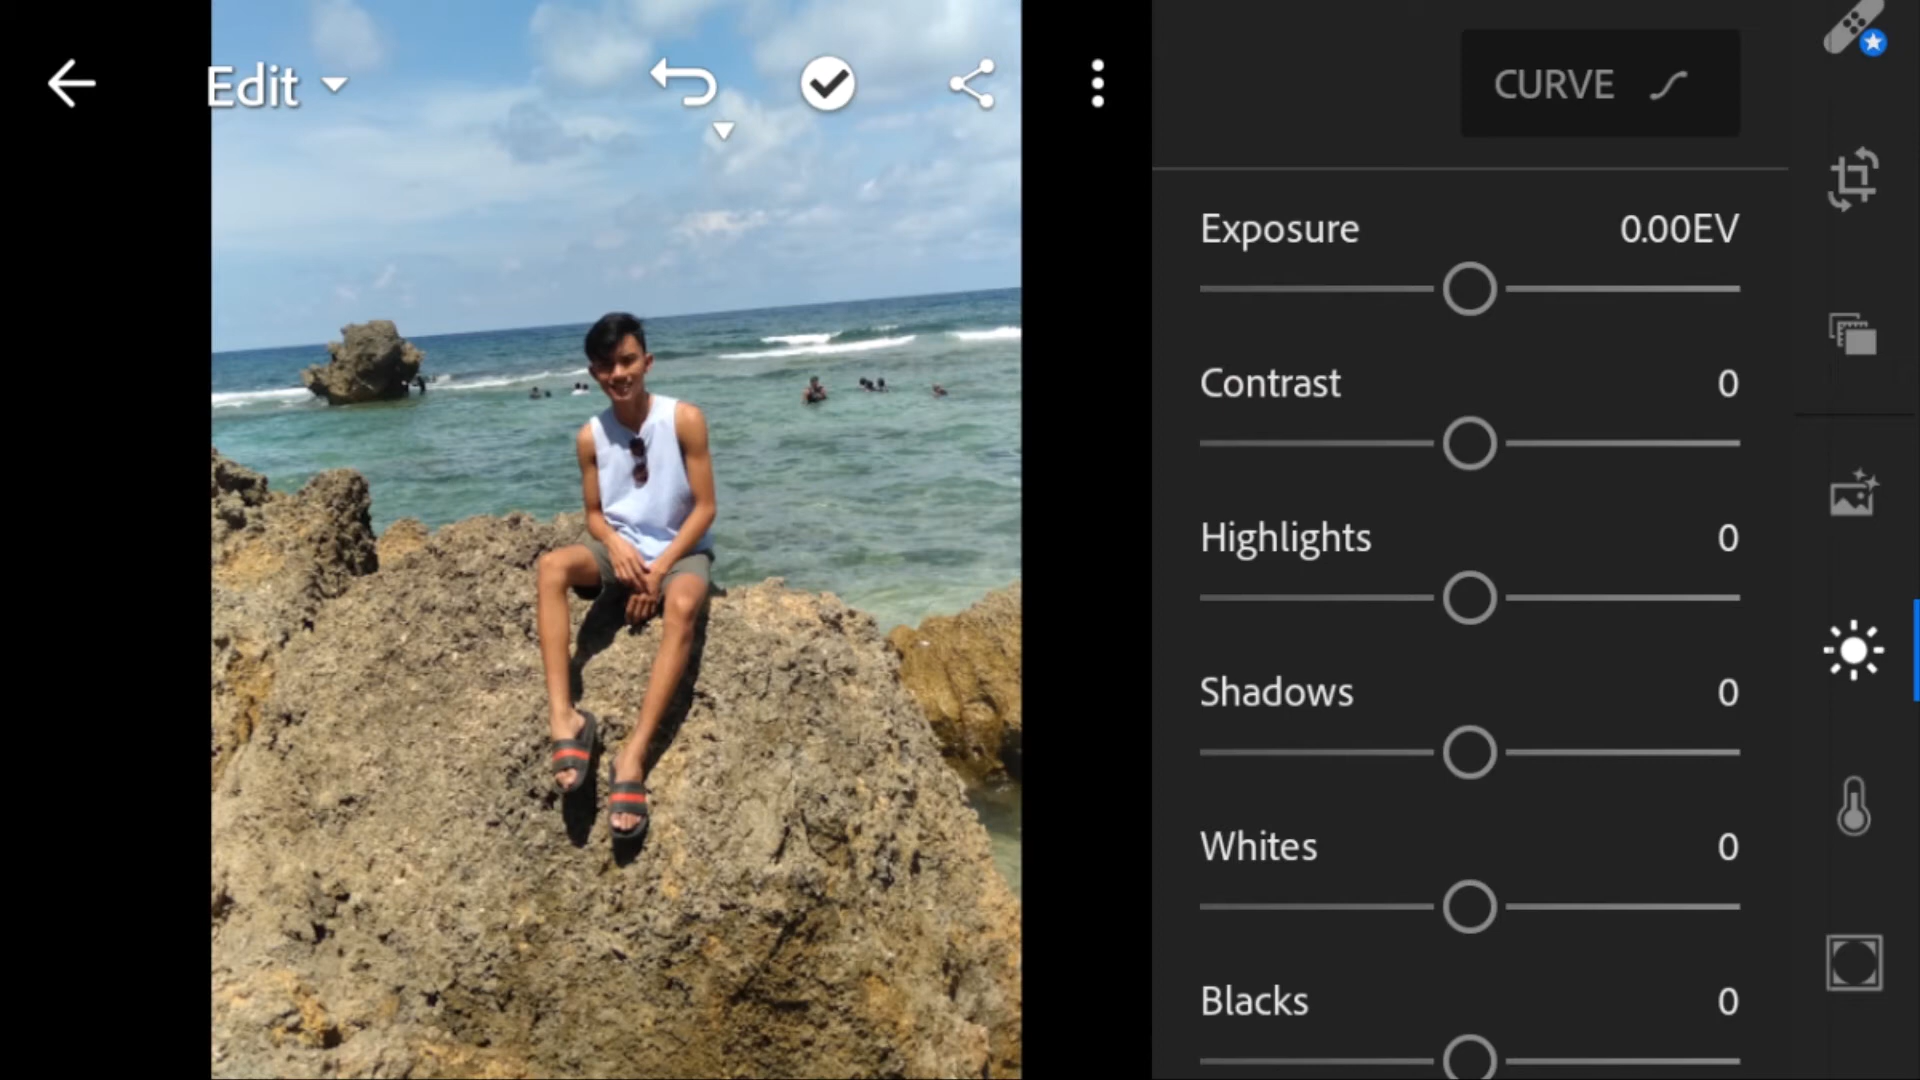 Edit
CURVE
Exposure 0.00EV
Contrast 0
Highlights 0
Shadows 0
Whites 0
Blacks 0